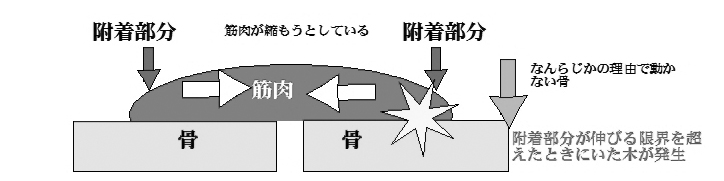 附着部分
筋肉が縮もうとしている
附着部分
なんらじかの理由で動か
ない骨
筋肉
骨
骨
附着部分が伸びる限界を超
えたときにいた木が発生